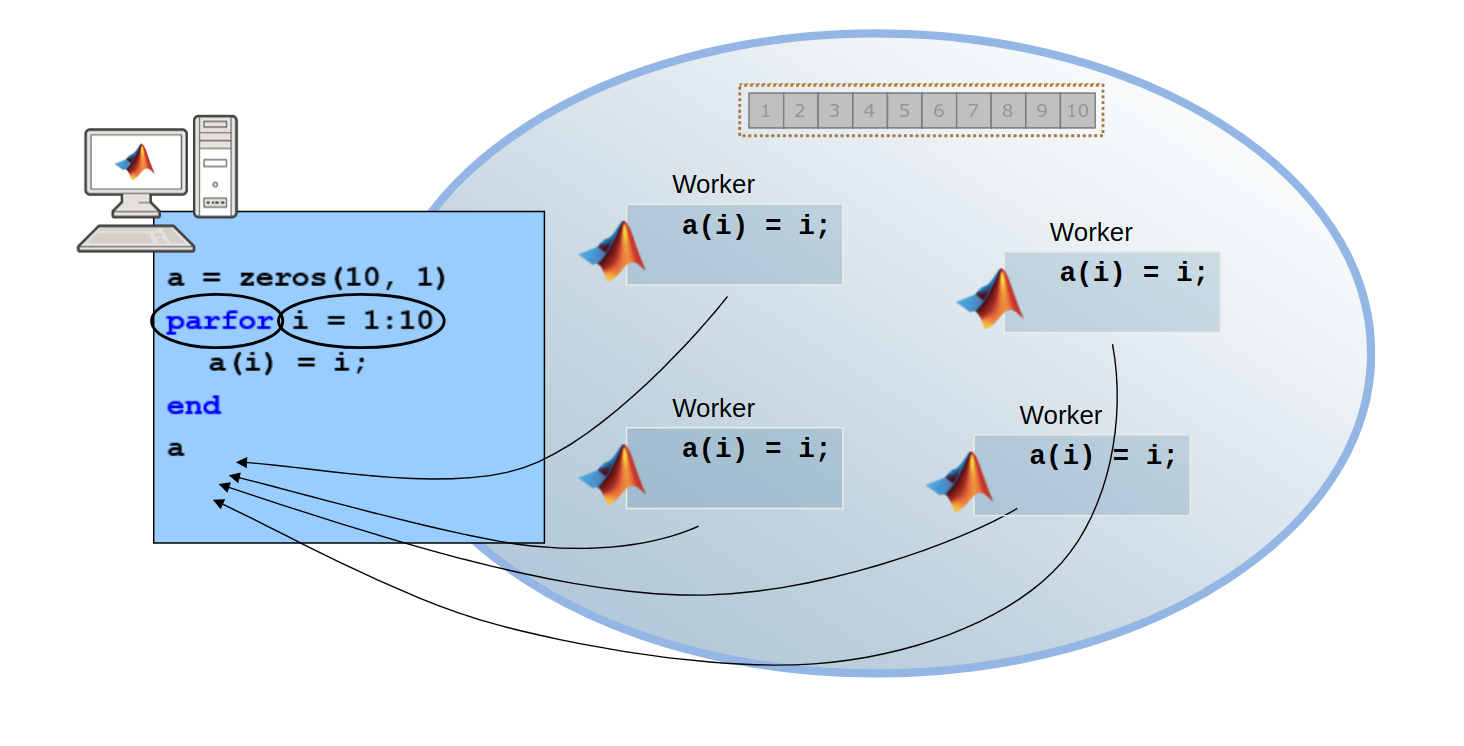 1 2 3 4 5 6 7 8 9 10
Worker
a(i) = i;
Worker
a(i) = i;
a = zeros(10, 1)
parfor i = 1:10
a(i) = i;
end
a
Worker
a(i) = i;
Worker
a(i) = i;